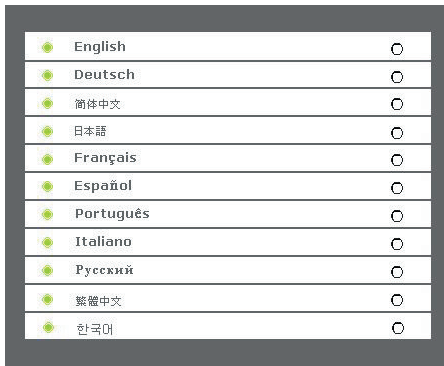 English
Deutsch
简体中文
日本語
Français
Español
Português
Italiano
Русский
繁體中文
한국어